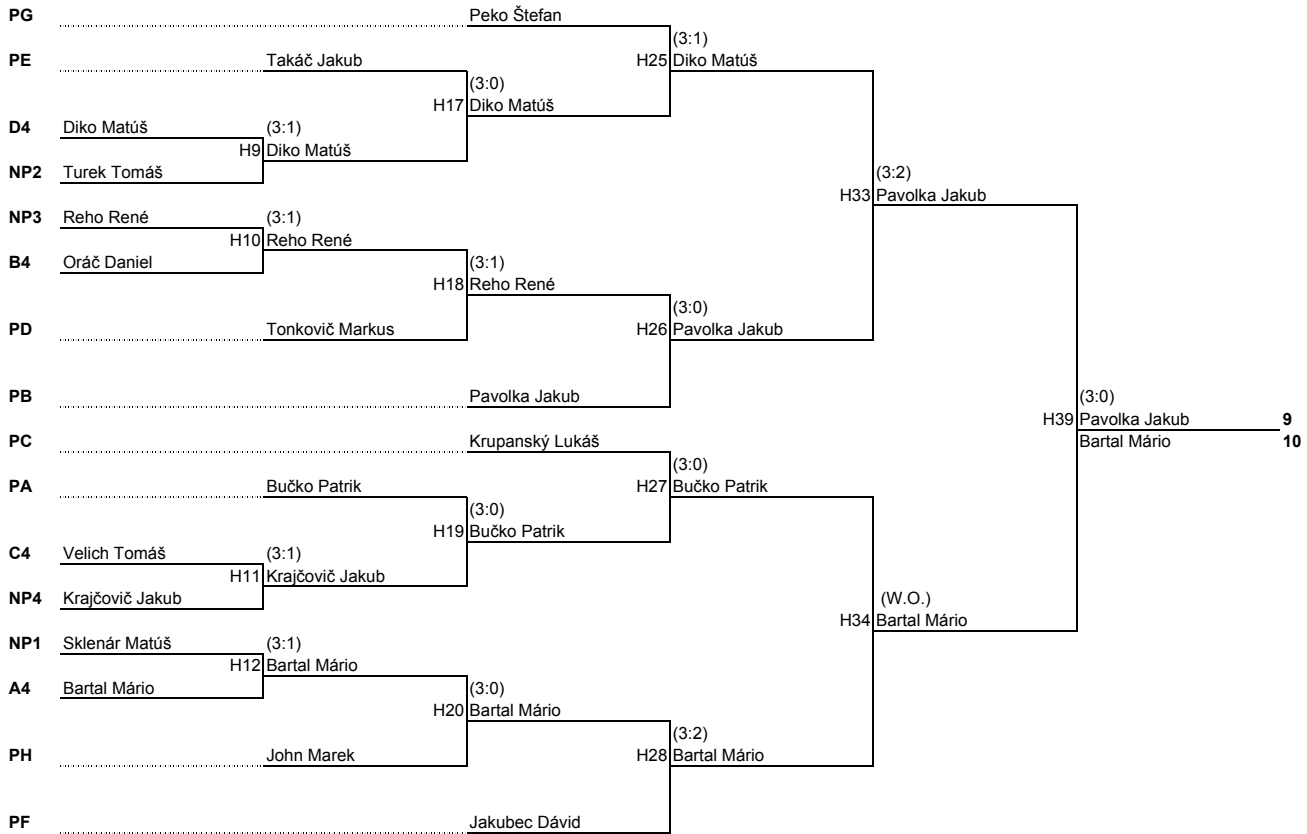 PG Peko Štefan
(3:1)
PE Takáč Jakub H25 Diko Matúš
(3:0)
H17 Diko Matúš
D4 Diko Matúš (3:1)
H9 Diko Matúš
NP2 Turek Tomáš (3:2)
H33 Pavolka Jakub
NP3 Reho René (3:1)
H10 Reho René
B4 Oráč Daniel (3:1)
H18 Reho René
(3:0)
PD Tonkovič Markus H26 Pavolka Jakub
PB Pavolka Jakub (3:0)
H39 Pavolka Jakub 9
PC Krupanský Lukáš Bartal Mário 10
(3:0)
PA Bučko Patrik H27 Bučko Patrik
(3:0)
H19 Bučko Patrik
C4 Velich Tomáš (3:1)
H11 Krajčovič Jakub
NP4 Krajčovič Jakub (W.O.)
H34 Bartal Mário
NP1 Sklenár Matúš (3:1)
H12 Bartal Mário
A4 Bartal Mário (3:0)
H20 Bartal Mário
(3:2)
PH John Marek H28 Bartal Mário
PF Jakubec Dávid